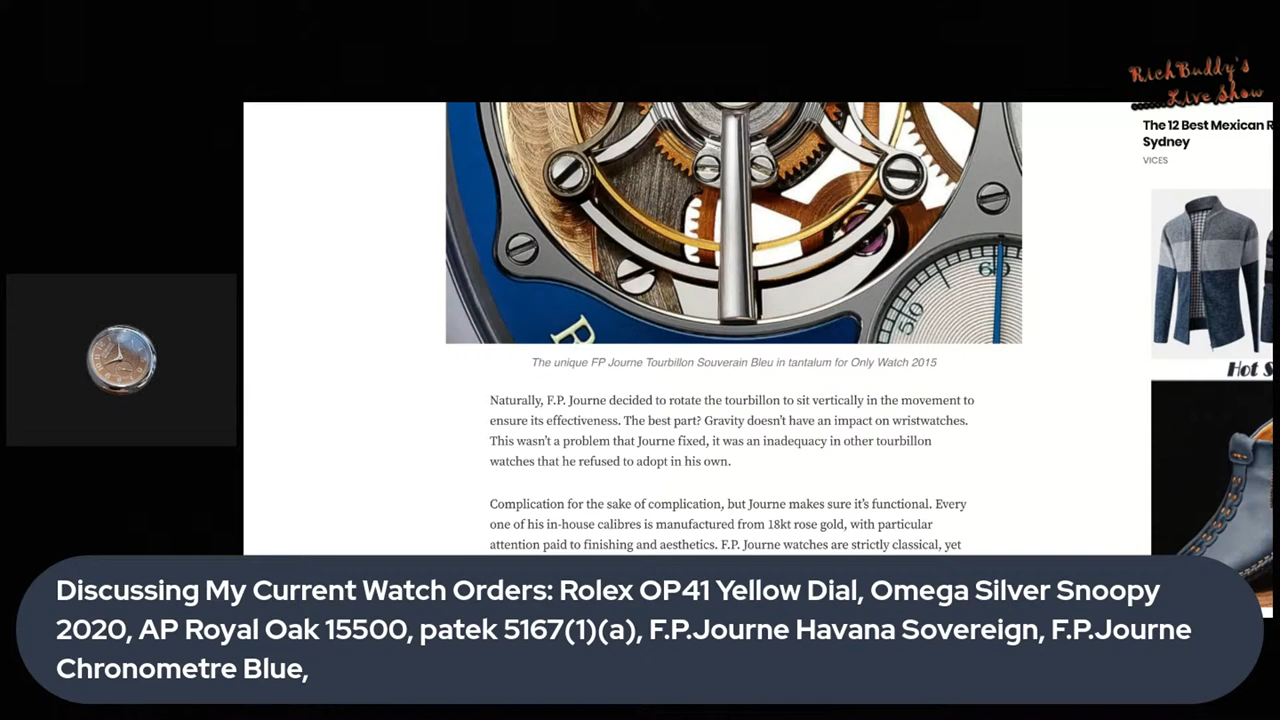 RichBuddy's
Live Show
The 12 Best Mexican R
Sydney
VICES
60
510
B
The unique FP Journe Tourbillon Souverain Bleu in tantalum for Only Watch 2015
Naturally, F.P. Journe decided to rotate the tourbillon to sit vertically in the movement to
ensure its effectiveness. The best part? Gravity doesn't have an impact on wristwatches.
This wasn't a problem that Journe fixed, it was an inadequacy in other tourbillon
watches that he refused to adopt in his own.
Complication for the sake of complication, but Journe makes sure it's functional. Every
one of his in-house calibres is manufactured from 18kt rose gold, with particular
attention paid to finishing and aesthetics. F.P. Journe watches are strictly classical, yet
Hot S
Discussing My Current Watch Orders: Rolex OP41 Yellow Dial, Omega Silver Snoopy
2020, AP Royal Oak 15500, patek 5167(1)(a), F.P.Journe Havana Sovereign, F.P.Journe
Chronometre Blue,